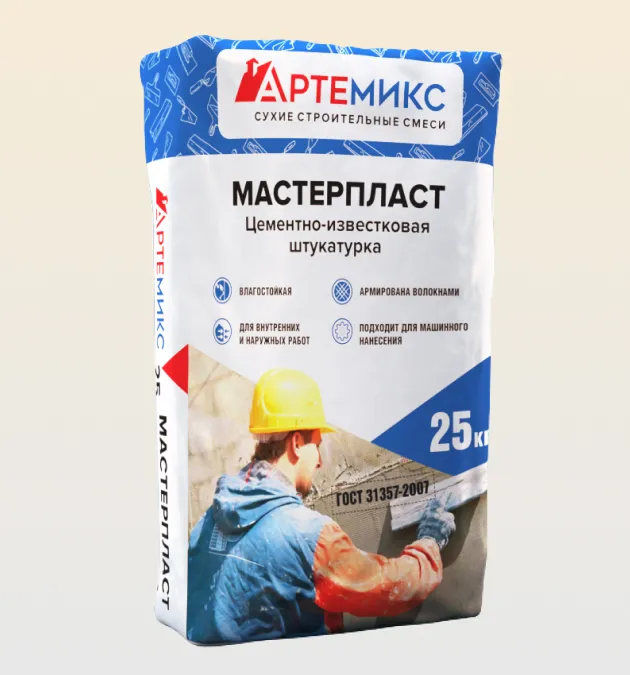 АРТЕМИКС
СУХИЕ СТРОИТЕЛЬНЫЕ СМЕСИ
МАСТЕРПЛАСТ
Цементно-известковая
штукатурка
ВЛАГОСТОЙКАЯ
АРМИРОВАНА ВОЛОКНАМИ
ДЛЯ ВНУТРЕННИХ
И НАРУЖНЫХ РАБОТ
ПОДХОДИТ ДЛЯ МАШИННОГО
НАНЕСЕНИЯ
25кг
ГОСТ 31357-2007
АРТЕМИКС
25
МАСТЕРПЛАСТ